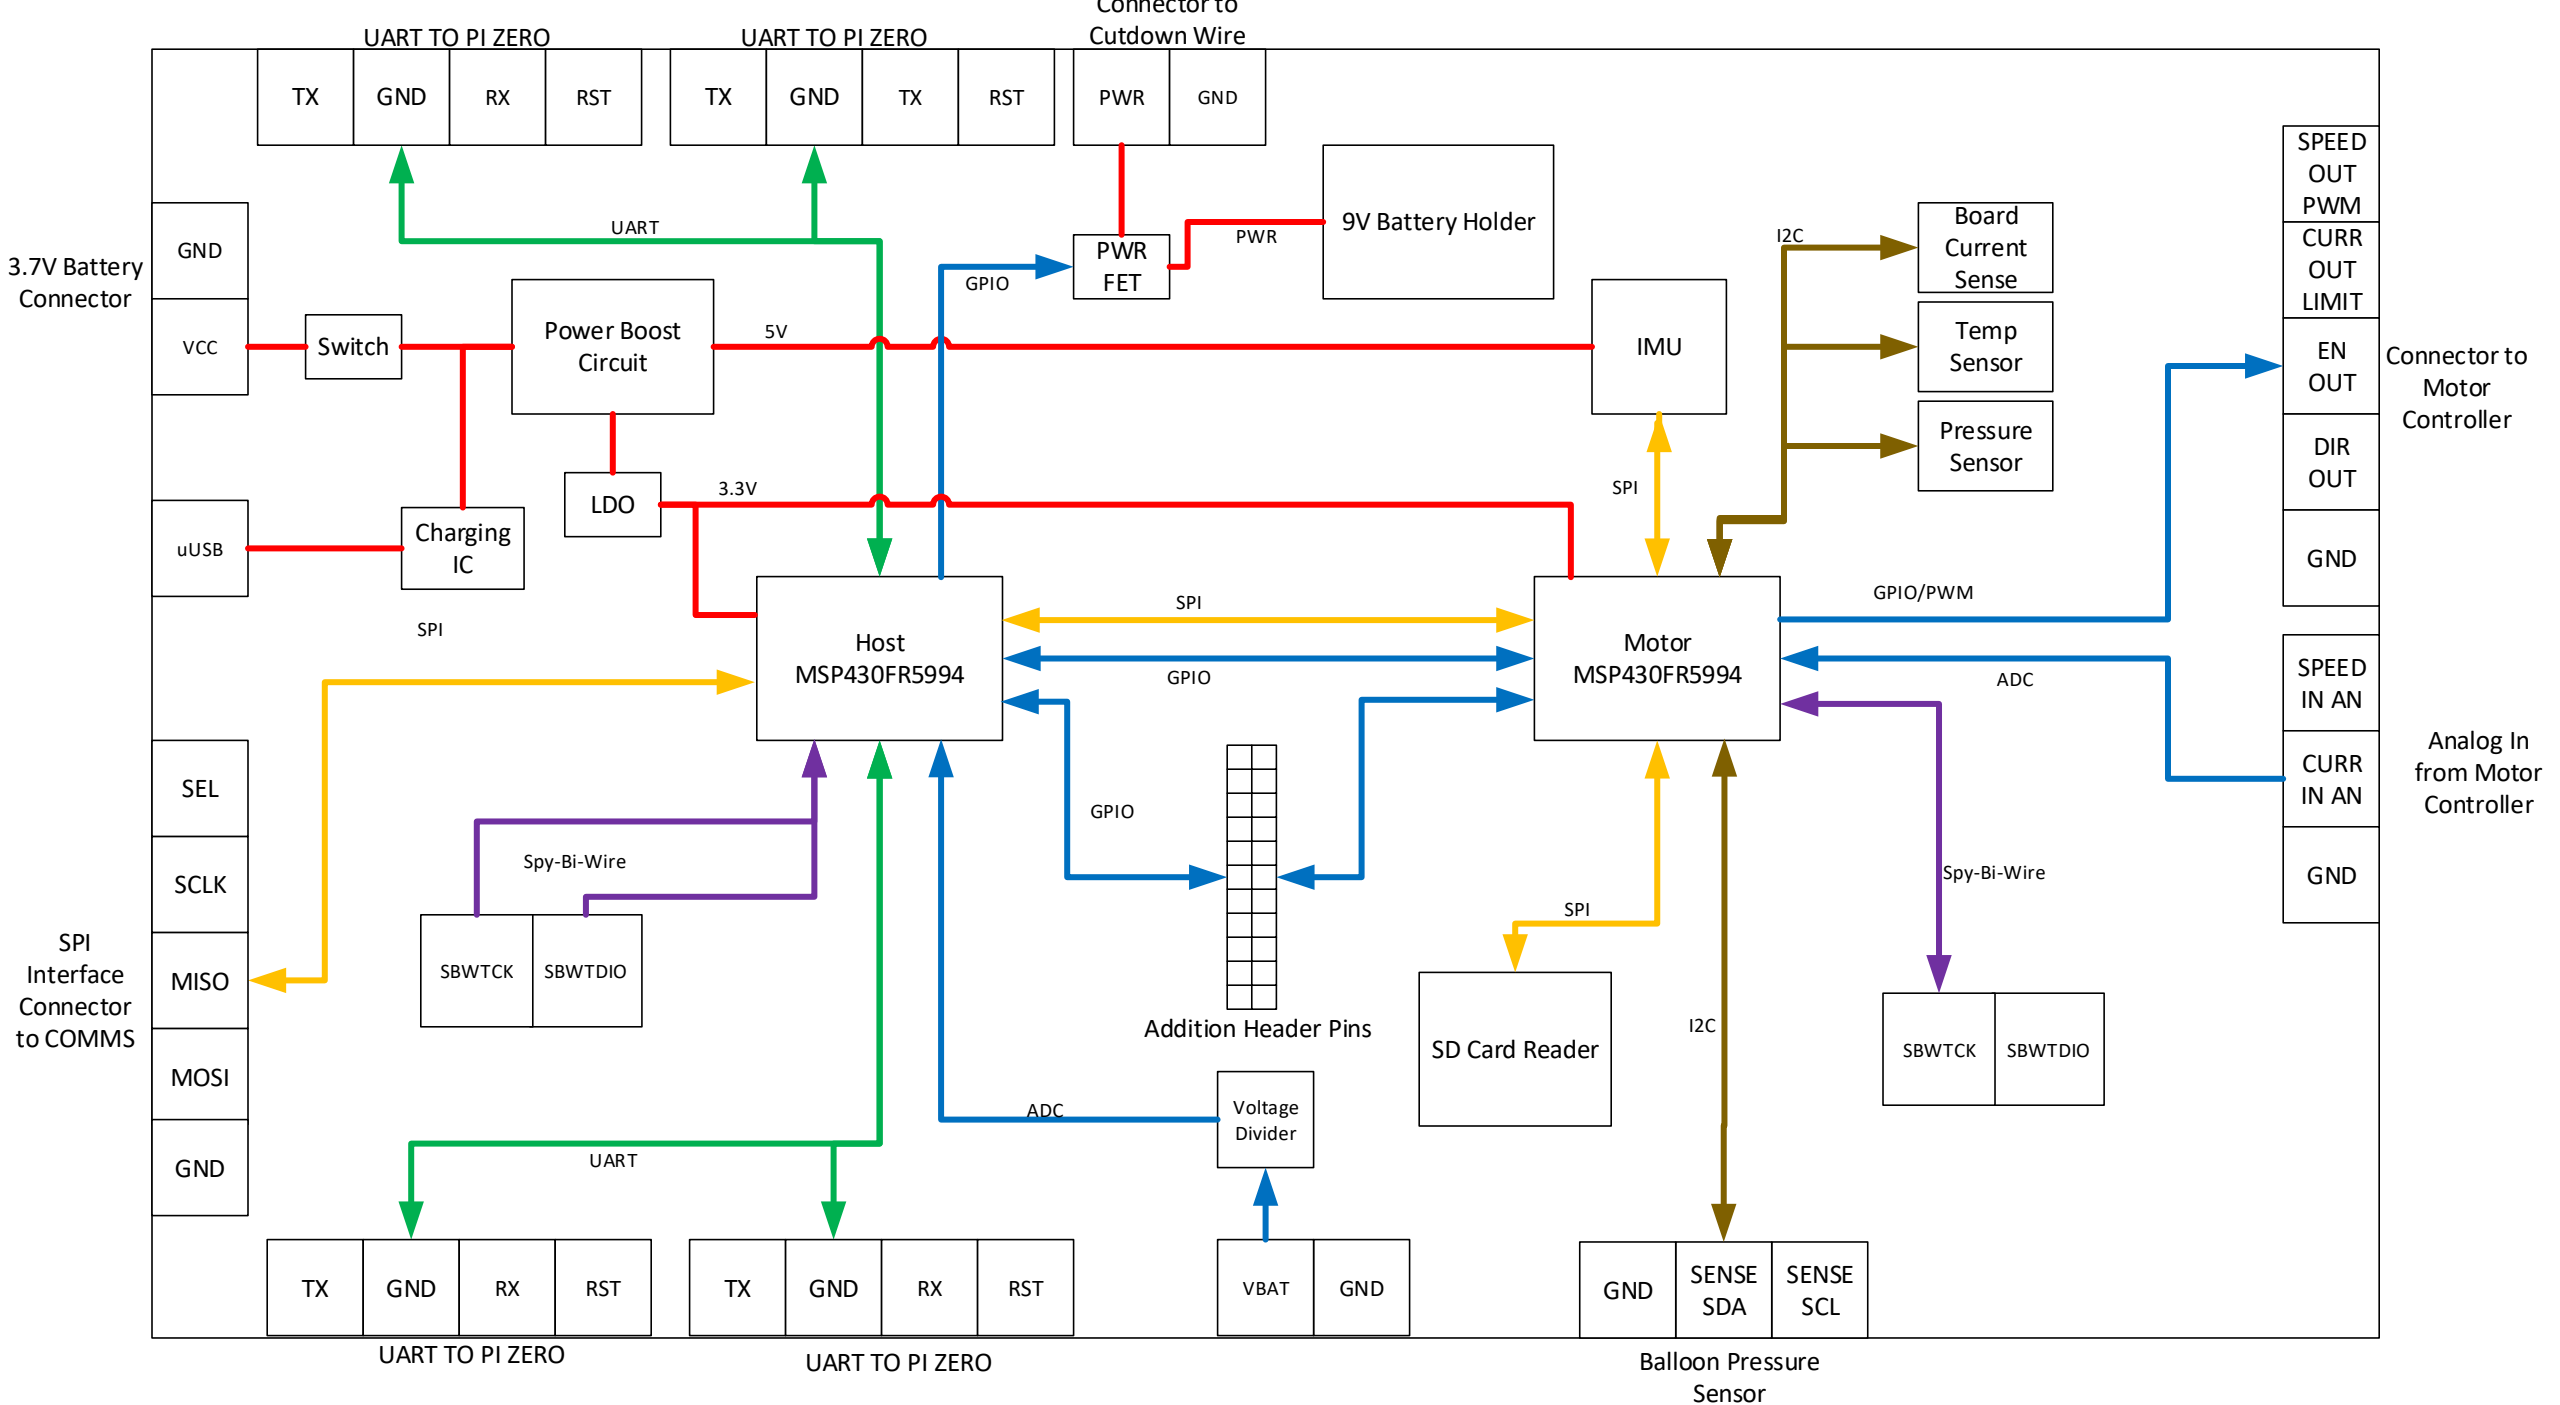 Connector to
Cutdown Wire
UART TO PI ZERO
UART TO PI ZERO
TX
GND
RX
RST
TX
GND
TX
RST
PWR
GND
SPEED
OUT
PWM
CURR
OUT
LIMIT
EN
OUT
DIR
OUT
GND
Connector to
Motor
Controller
3.7V Battery
Connector
GND
VCC
Switch
Power Boost
Circuit
UART
5V
GPIO
PWR
FET
PWR
9V Battery Holder
IMU
I2C
Board
Current
Sense
Temp
Sensor
Pressure
Sensor
uUSB
Charging
IC
LDO
3.3V
SPI
SPI
Host
MSP430FR5994
SPI
GPIO
Motor
MSP430FR5994
GPIO/PWM
ADC
SPEED
IN AN
CURR
IN AN
GND
Analog In
from Motor
Controller
SEL
SCLK
MISO
MOSI
GND
SPI
Interface
Connector
to COMMS
Spy-Bi-Wire
SBWTCK
SBWTDIO
GPIO
Addition Header Pins
SPI
SD Card Reader
I2C
Spy-Bi-Wire
SBWTCK
SBWTDIO
ADC
Voltage
Divider
UART
TX
GND
RX
RST
TX
GND
RX
RST
VBAT
GND
GND
SENSE
SDA
SENSE
SCL
UART TO PI ZERO
UART TO PI ZERO
Balloon Pressure
Sensor